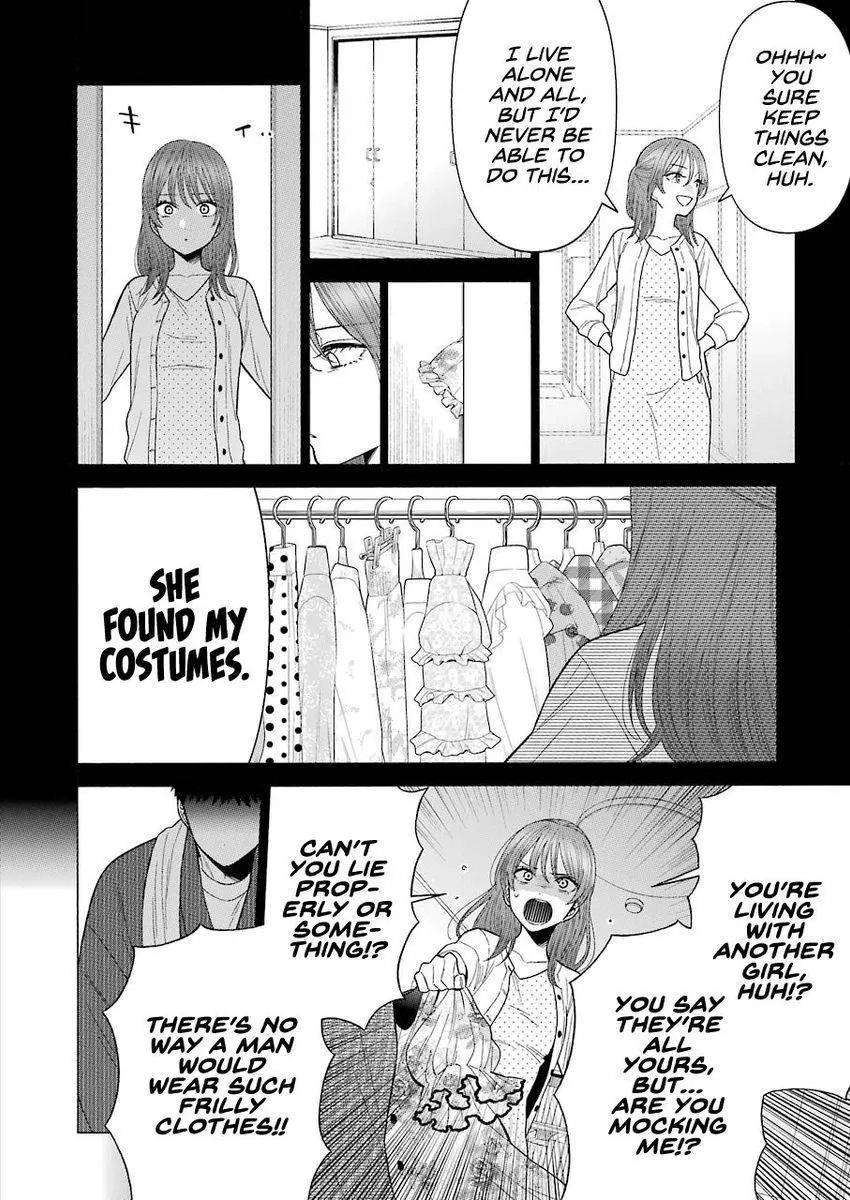 OHHH~
YOU
SURE
KEEP
THINGS
CLEAN,
HUH.
I LIVE
ALONE
AND ALL,
BUT I'D
NEVER BE
ABLE TO
DO THIS...
SHE
FOUND MY
COSTUMES.
YOU'RE
LIVING
WITH
ANOTHER
GIRL,
HUH!?
YOU SAY
THEY'RE
ALL
YOURS,
BUT...
ARE YOU
MOCKING
ME!?
CAN'T
YOU LIE
PROP-
ERLY OR
SOME-
THING!?
THERE'S NO
WAY A MAN
WOULD
WEAR SUCH
FRILLY
CLOTHES!!